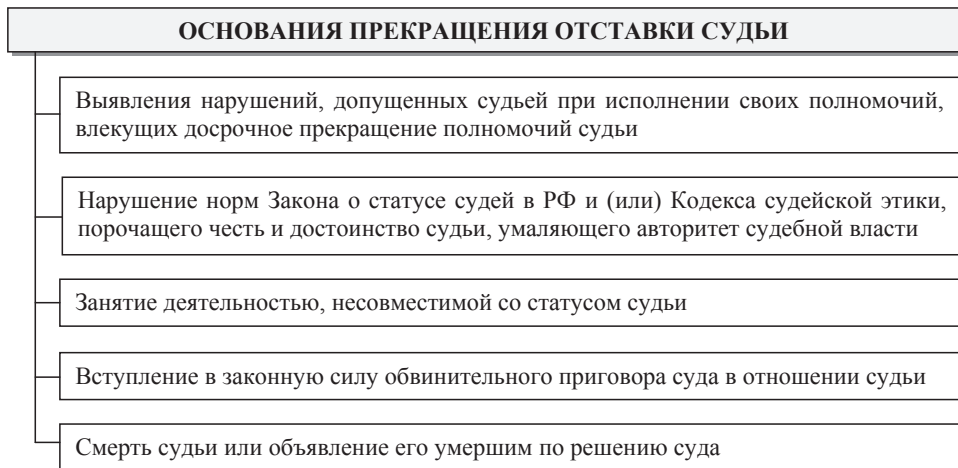 ОСНОВАНИЯ ПРЕКРАЩЕНИЯ ОТСТАВКИ СУДЬИ
Выявления нарушений, допущенных судьей при исполнении своих полномочий,
влекущих досрочное прекращение полномочий судьи
Нарушение норм Закона о статусе судей в РФ и (или) Кодекса судейской этики,
порочащего честь и достоинство судьи, умаляющего авторитет судебной власти
Занятие деятельностью, несовместимой со статусом судьи
Вступление в законную силу обвинительного приговора суда в отношении судьи
Смерть судьи или объявление его умершим по решению суда